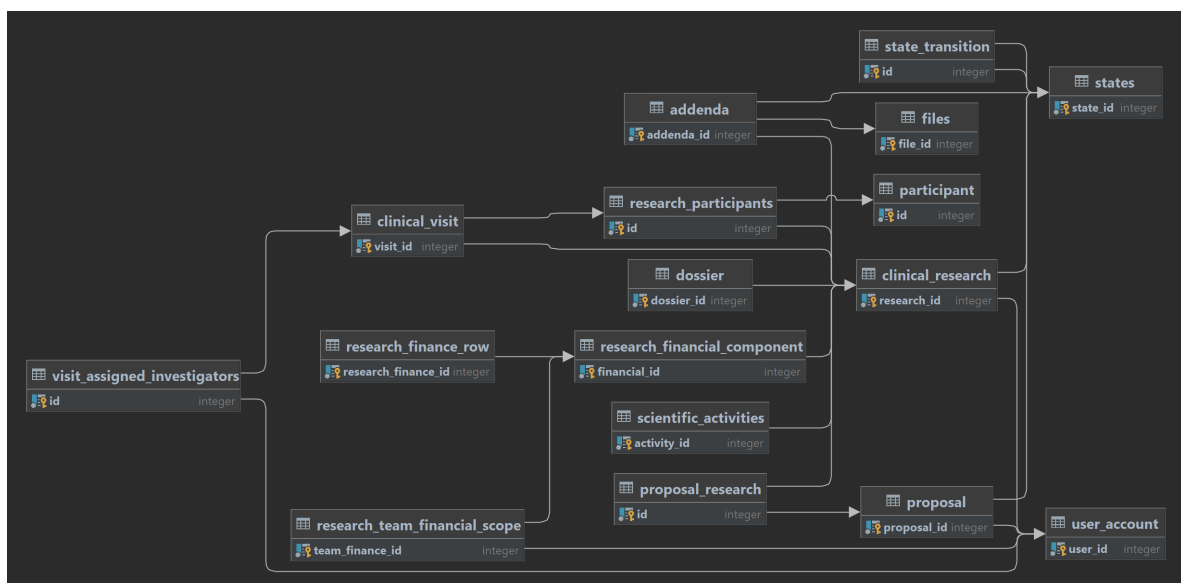 state_transition
id integer
states
state_id integer
addenda
addenda_id integer
files
file_id integer
participant
id integer
research_participants
id integer
clinical_visit
visit_id integer
dossier
dossier_id integer
clinical_research
research_id integer
research_finance_row
research_finance_id integer
research_financial_component
financial_id integer
visit_assigned_investigators
id integer
scientific_activities
activity_id integer
proposal_research
id integer
proposal
proposal_id integer
research_team_financial_scope
team_finance_id integer
user_account
user_id integer